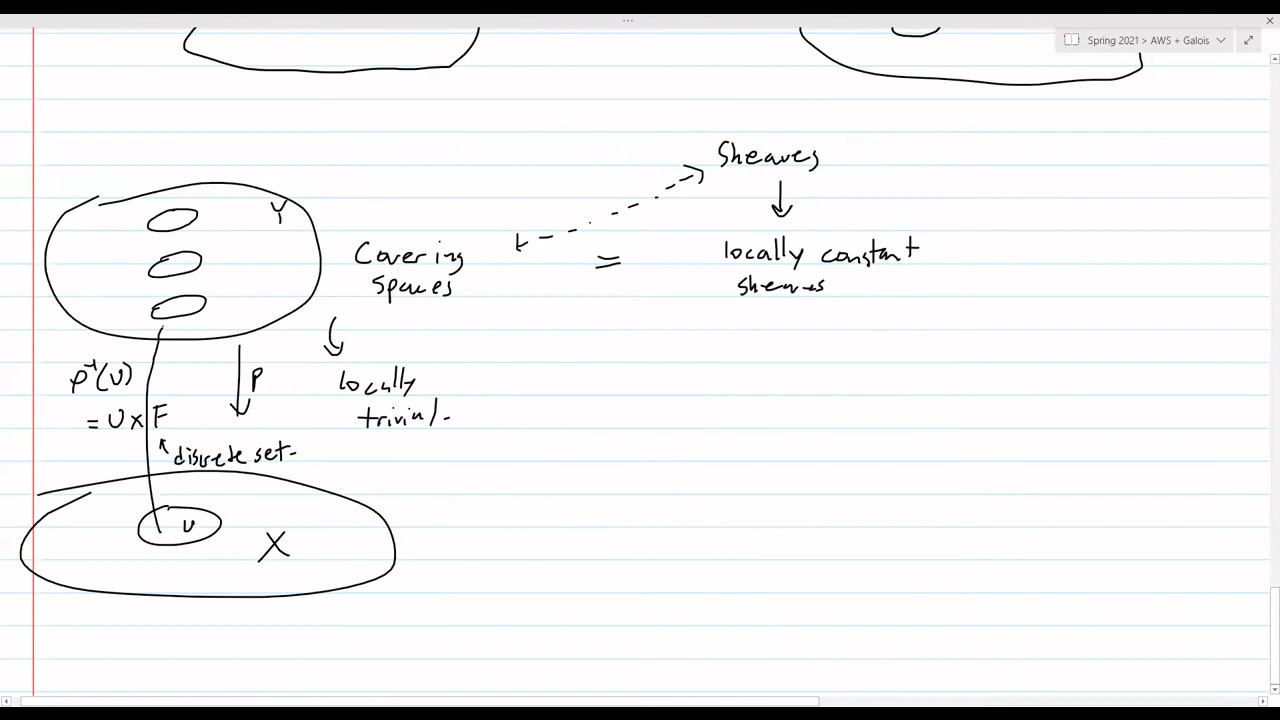 Spring 2021 > AWS + Galois
Sheaves
Y
Covering
spaces
=
locally constant
sheaves
p⁻¹(U)
= U × F
P
locally
trivial.
discrete set.
U
X